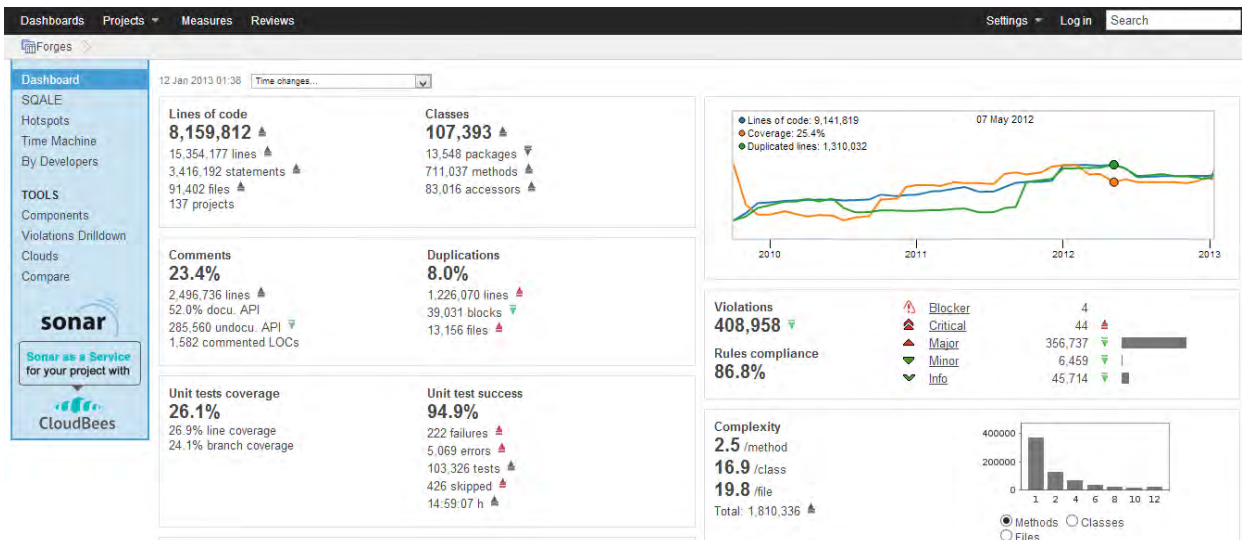 Dashboards Projects Measures Reviews Settings Log in Search
Forges
Dashboard
SQALE
Hotspots
Time Machine
By Developers
TOOLS
Components
Violations Drilldown
Clouds
Compare
sonar
Sonar as a Service
for your project with
CloudBees
12 Jan 2013 01:38 Time changes...
Lines of code
8,159,812
15,354,177 lines
3,416,192 statements
91,402 files
137 projects
Classes
107,393
13,548 packages
711,037 methods
83,016 accessors
Comments
23.4%
2,496,736 lines
52.0% docu. API
285,560 undocu. API
1,582 commented LOCs
Duplications
8.0%
1,226,070 lines
39,031 blocks
13,156 files
Unit tests coverage
26.1%
26.9% line coverage
24.1% branch coverage
Unit test success
94.9%
222 failures
5,069 errors
103,326 tests
426 skipped
14:59:07 h
Lines of code: 9,141,819 07 May 2012
Coverage: 25.4%
Duplicated lines: 1,310,032
2010 2011 2012 2013
Violations
408,958
Rules compliance
86.8%
Blocker 4
Critical 44
Major 356,737
Minor 6,459
Info 45,714
Complexity
2.5 /method
16.9 /class
19.8 /file
Total: 1,810,336
400000
200000
0
1 2 4 6 8 10 12
Methods Classes
Files